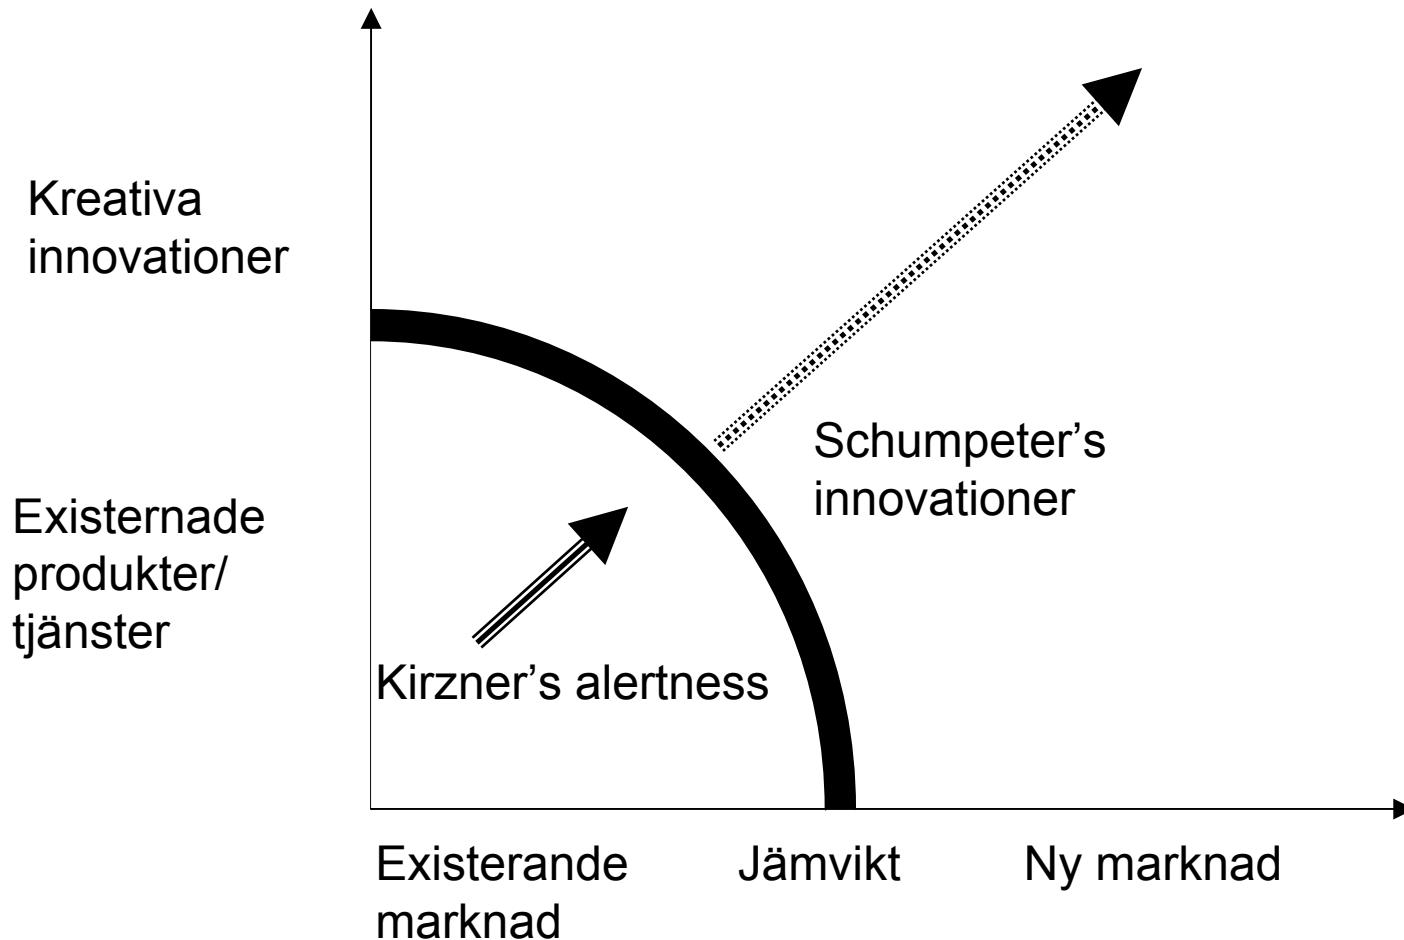 Kreativa
innovationer
Schumpeter’s
innovationer
Existernade
produkter/
tjänster
Kirzner’s alertness
Existerande
marknad
Jämvikt
Ny marknad